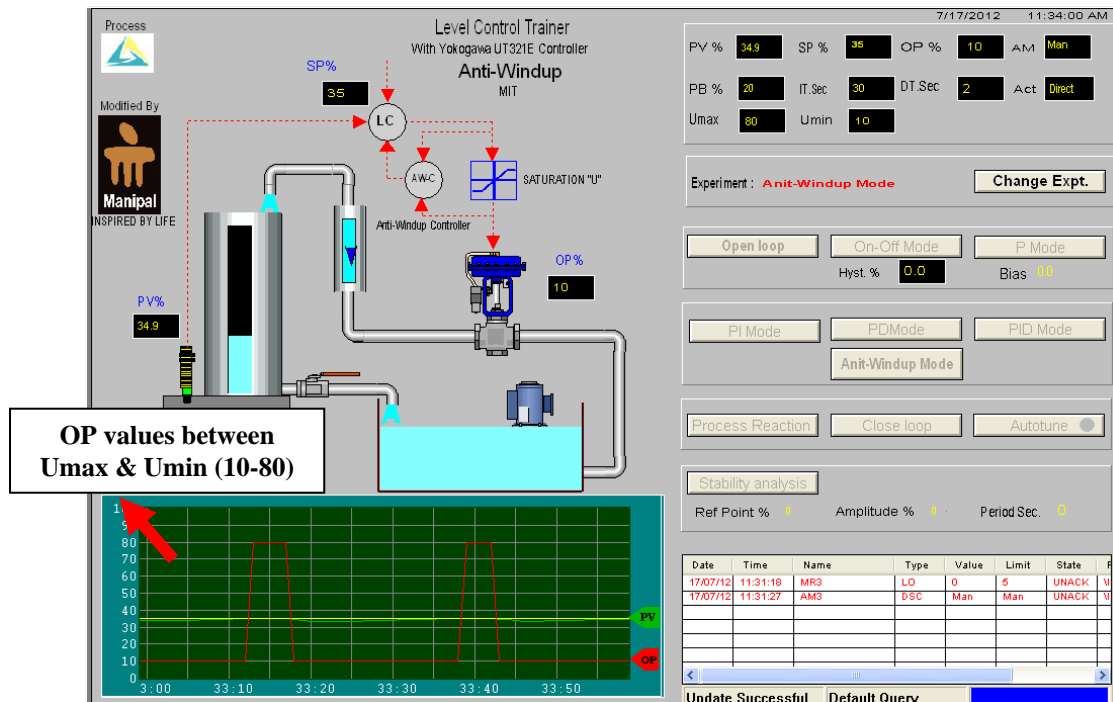 7/17/2012 11:34:00 AM
Process
Level Control Trainer
With Yokogawa UT321E Controller
Anti-Windup
MIT
SP%
35
Modified By
Manipal
INSPIRED BY LIFE
LC
AW-C
SATURATION "U"
Anti-Windup Controller
OP%
10
PV%
34.9
OP values between
Umax & Umin (10-80)
90
80
70
60
50
40
30
20
10
0
PV
OP
3:00 33:10 33:20 33:30 33:40 33:50
PV % 34.9 SP % 35 OP % 10 AM Man
PB % 20 IT.Sec 30 DT.Sec 2 Act Direct
Umax 80 Umin 10
Experiment : Anit-Windup Mode Change Expt.
Open loop On-Off Mode P Mode
Hyst. % 0.0 Bias 0.0
PI Mode PDMode PID Mode
Anit-Windup Mode
Process Reaction Close loop Autotune
Stability analysis
Ref Point % 0 Amplitude % 0 Period Sec. 0
Date Time Name Type Value Limit State
17/07/12 11:31:18 MR3 LO 0 5 UNACK
17/07/12 11:31:27 AM3 DSC Man Man UNACK
Update Successful Default Query